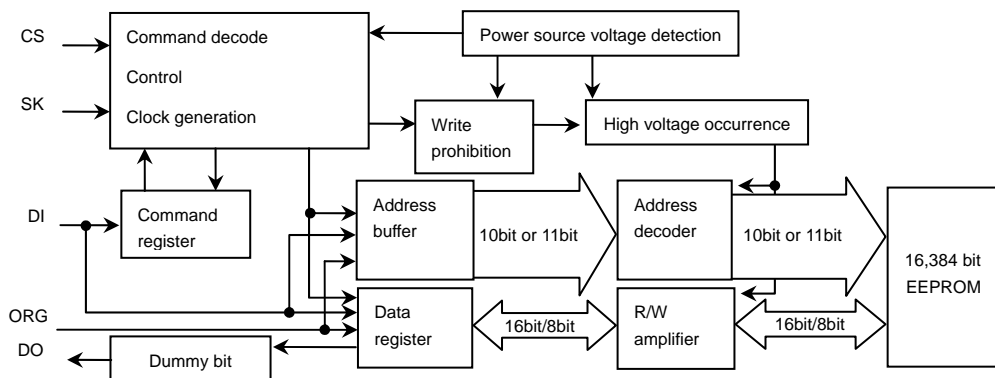 CS
Command decode
Power source voltage detection
Control
SK
Clock generation
Write
prohibition
High voltage occurrence
DI
Command
register
Address
buffer
10bit or 11bit
Address
decoder
10bit or 11bit
16,384 bit
EEPROM
ORG
Data
register
16bit/8bit
R/W
amplifier
16bit/8bit
DO
Dummy bit